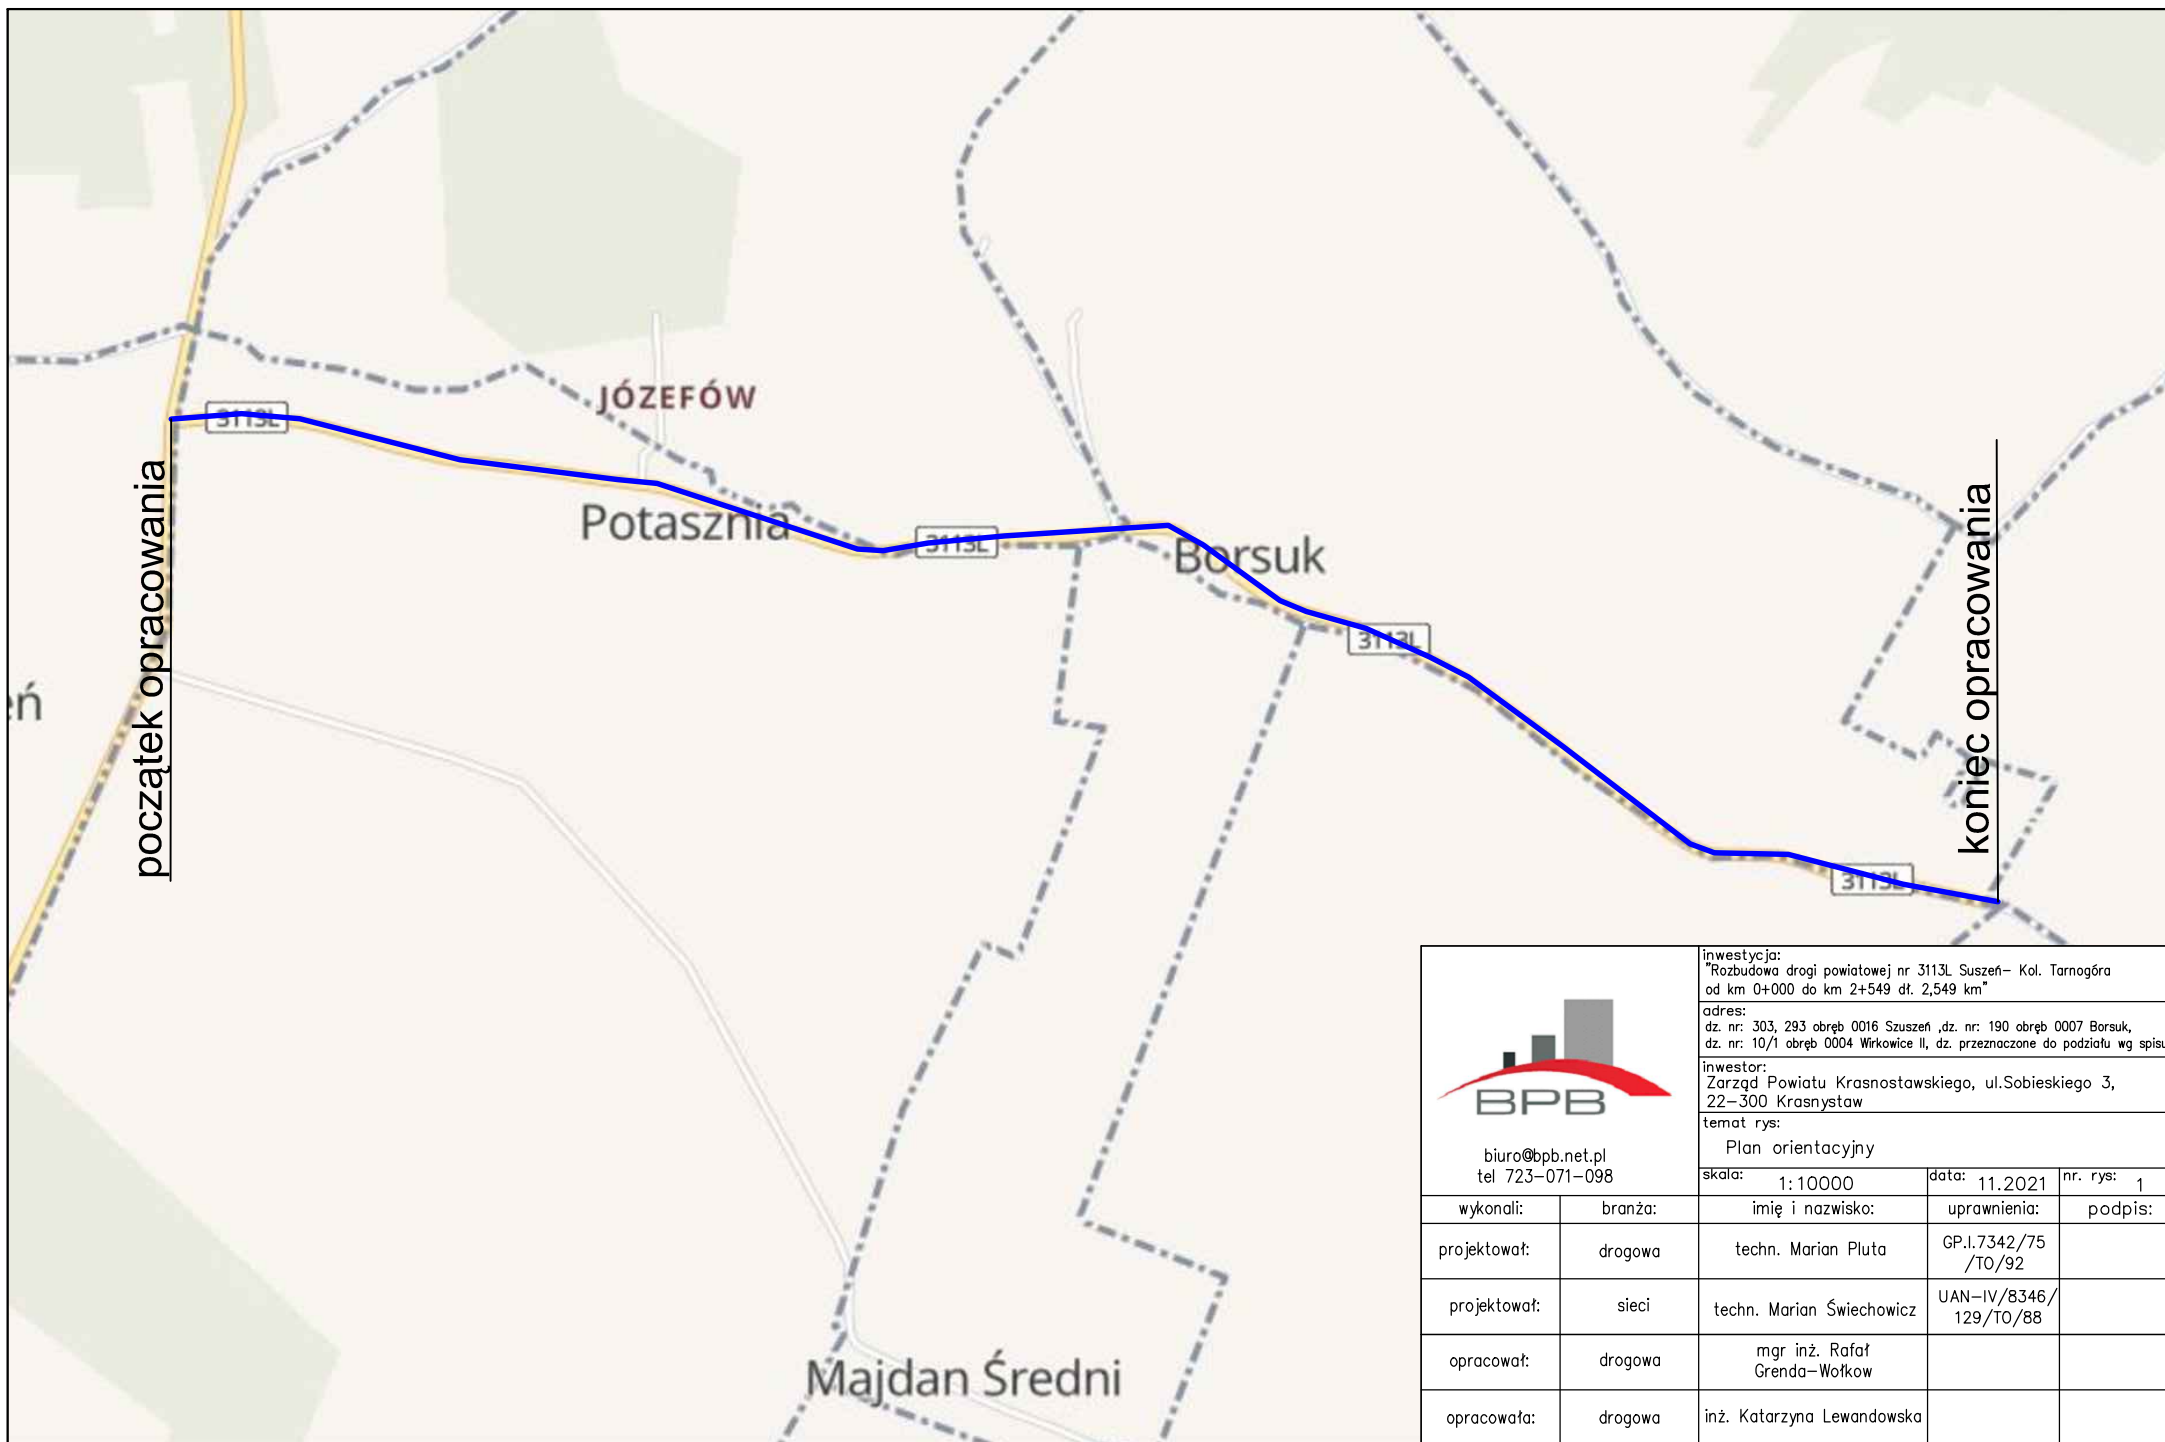 JÓZEFÓW
3113L
początek opracowania
Potasznia
3113L
Borsuk
koniec opracowania
3113L
eń
3113L
Majdan Średni
BPB
biuro@bpb.net.pl
tel 723-071-098
inwestycja:
"Rozbudowa drogi powiatowej nr 3113L Suszeń- Kol. Tarnogóra
od km 0+000 do km 2+549 dł. 2,549 km"
adres:
dz. nr: 303, 293 obręb 0016 Szuszeń ,dz. nr: 190 obręb 0007 Borsuk,
dz. nr: 10/1 obręb 0004 Wirkowice II, dz. przeznaczone do podziału wg spisu
inwestor:
Zarząd Powiatu Krasnostawskiego, ul.Sobieskiego 3,
22-300 Krasnystaw
temat rys:
Plan orientacyjny
skala: 1:10000 data: 11.2021 nr. rys: 1
wykonali: branża: imię i nazwisko: uprawnienia: podpis:
projektował: drogowa techn. Marian Pluta GP.I.7342/75
/TO/92
projektował: sieci techn. Marian Świechowicz UAN-IV/8346/
129/TO/88
opracował: drogowa mgr inż. Rafał
Grenda-Wołkow
opracowała: drogowa inż. Katarzyna Lewandowska